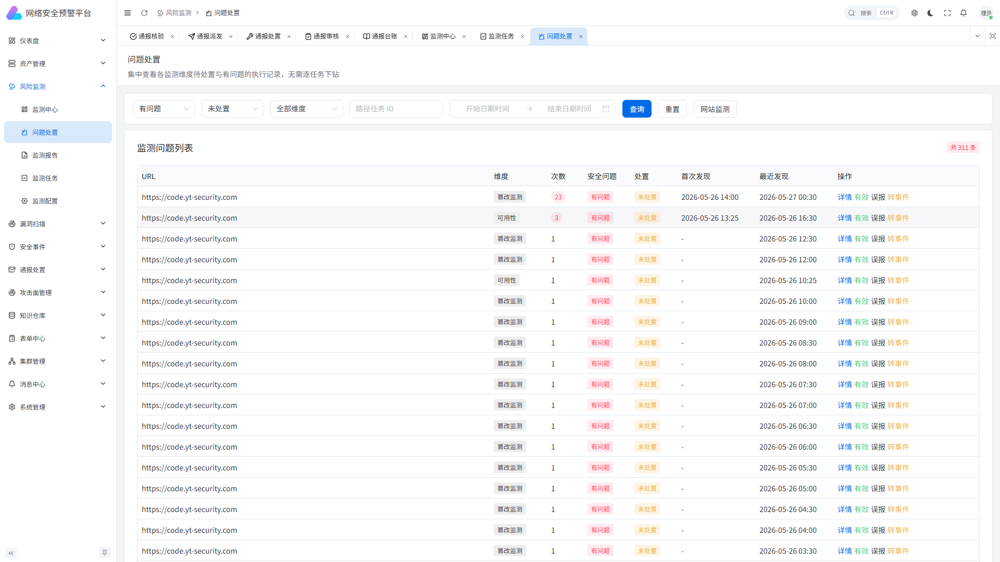 网络安全预警平台
风险监测 > 问题处置
搜索 Ctrl K
理员
仪表盘
资产管理
风险监测
监测中心
问题处置
监测报告
监测任务
监测配置
漏洞扫描
安全事件
通报处置
攻击面管理
知识仓库
表单中心
集群管理
消息中心
系统管理
通报核验 × 通报派发 × 通报处置 × 通报审核 × 通报台账 × 监测中心 × 监测任务 × 问题处置 ×
问题处置
集中查看各监测维度待处置与有问题的执行记录，无需逐任务下钻
有问题 未处置 全部维度 路径任务 ID 开始日期时间 → 结束日期时间 查询 重置 网站监测
监测问题列表
共 311 条
URL 维度 次数 安全问题 处置 首次发现 最近发现 操作
https://code.yt-security.com 篡改监测 23 有问题 未处置 2026-05-26 14:00 2026-05-27 00:30 详情 有效 误报 转事件
https://code.yt-security.com 可用性 3 有问题 未处置 2026-05-26 13:25 2026-05-26 16:30 详情 有效 误报 转事件
https://code.yt-security.com 篡改监测 1 有问题 未处置 - 2026-05-26 12:30 详情 有效 误报 转事件
https://code.yt-security.com 篡改监测 1 有问题 未处置 - 2026-05-26 12:00 详情 有效 误报 转事件
https://code.yt-security.com 可用性 1 有问题 未处置 - 2026-05-26 10:25 详情 有效 误报 转事件
https://code.yt-security.com 篡改监测 1 有问题 未处置 - 2026-05-26 10:00 详情 有效 误报 转事件
https://code.yt-security.com 篡改监测 1 有问题 未处置 - 2026-05-26 09:00 详情 有效 误报 转事件
https://code.yt-security.com 篡改监测 1 有问题 未处置 - 2026-05-26 08:30 详情 有效 误报 转事件
https://code.yt-security.com 篡改监测 1 有问题 未处置 - 2026-05-26 08:00 详情 有效 误报 转事件
https://code.yt-security.com 篡改监测 1 有问题 未处置 - 2026-05-26 07:30 详情 有效 误报 转事件
https://code.yt-security.com 篡改监测 1 有问题 未处置 - 2026-05-26 07:00 详情 有效 误报 转事件
https://code.yt-security.com 篡改监测 1 有问题 未处置 - 2026-05-26 06:30 详情 有效 误报 转事件
https://code.yt-security.com 篡改监测 1 有问题 未处置 - 2026-05-26 06:00 详情 有效 误报 转事件
https://code.yt-security.com 篡改监测 1 有问题 未处置 - 2026-05-26 05:30 详情 有效 误报 转事件
https://code.yt-security.com 篡改监测 1 有问题 未处置 - 2026-05-26 05:00 详情 有效 误报 转事件
https://code.yt-security.com 篡改监测 1 有问题 未处置 - 2026-05-26 04:30 详情 有效 误报 转事件
https://code.yt-security.com 篡改监测 1 有问题 未处置 - 2026-05-26 04:00 详情 有效 误报 转事件
https://code.yt-security.com 篡改监测 1 有问题 未处置 - 2026-05-26 03:30 详情 有效 误报 转事件